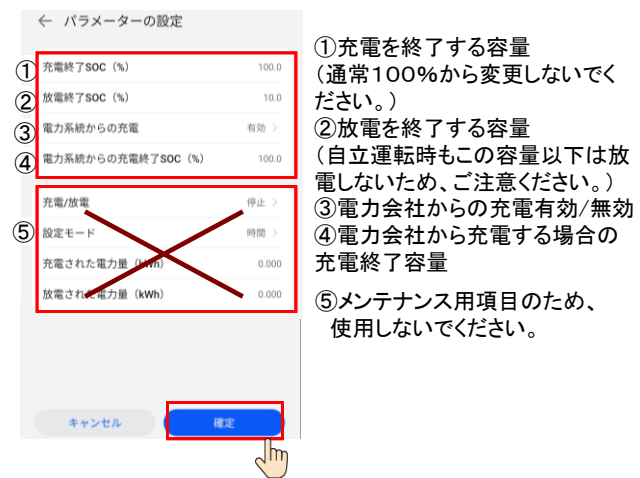 ← パラメーターの設定
① 充電終了SOC（%） 100.0
② 放電終了SOC（%） 10.0
③ 電力系統からの充電 有効 >
④ 電力系統からの充電終了SOC（%） 100.0
充電/放電 停止 >
⑤ 設定モード 時間 >
充電された電力量（kWh） 0.000
放電された電力量（kWh） 0.000
キャンセル 確定
①充電を終了する容量
（通常100%から変更しないでく
ださい。）
②放電を終了する容量
（自立運転時もこの容量以下は放
電しないため、ご注意ください。）
③電力会社からの充電有効/無効
④電力会社から充電する場合の
充電終了容量
⑤メンテナンス用項目のため、
使用しないでください。